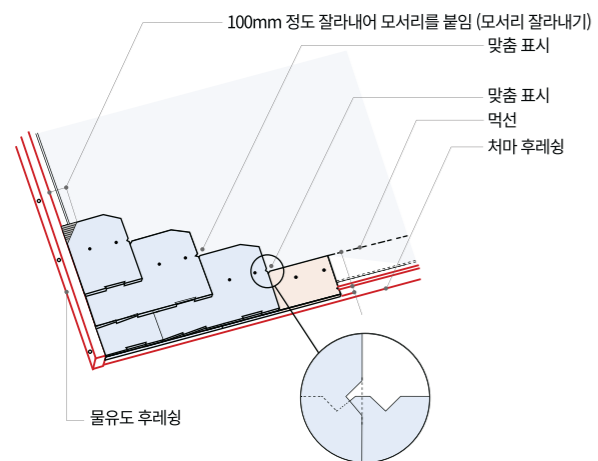 100mm 정도 잘라내어 모서리를 붙임 (모서리 잘라내기)
맞춤 표시
맞춤 표시
먹선
처마 후레슁
물유도 후레슁